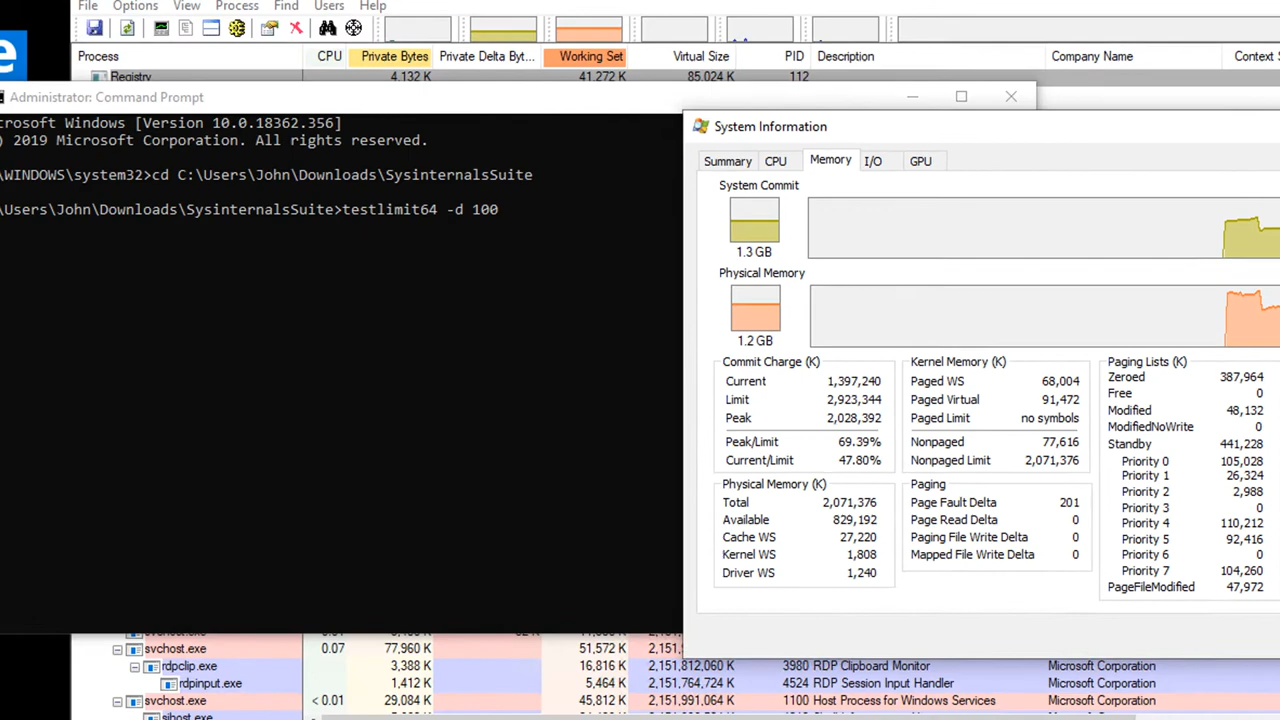 File Options View Process Find Users Help
Process CPU Private Bytes Private Delta Byt... Working Set Virtual Size PID Description Company Name Context S
Registry 4,132 K 41,272 K 85,024 K 112
Administrator: Command Prompt
crosoft Windows [Version 10.0.18362.356]
) 2019 Microsoft Corporation. All rights reserved.
\WINDOWS\system32>cd C:\Users\John\Downloads\SysinternalsSuite
\Users\John\Downloads\SysinternalsSuite>testlimit64 -d 100
System Information
Summary CPU Memory I/O GPU
System Commit
1.3 GB
Physical Memory
1.2 GB
Commit Charge (K)
Current 1,397,240
Limit 2,923,344
Peak 2,028,392
Peak/Limit 69.39%
Current/Limit 47.80%
Physical Memory (K)
Total 2,071,376
Available 829,192
Cache WS 27,220
Kernel WS 1,808
Driver WS 1,240
Kernel Memory (K)
Paged WS 68,004
Paged Virtual 91,472
Paged Limit no symbols
Nonpaged 77,616
Nonpaged Limit 2,071,376
Paging
Page Fault Delta 201
Page Read Delta 0
Paging File Write Delta 0
Mapped File Write Delta 0
Paging Lists (K)
Zeroed 387,964
Free 0
Modified 48,132
ModifiedNoWrite 0
Standby 441,228
Priority 0 105,028
Priority 1 26,324
Priority 2 2,988
Priority 3 0
Priority 4 110,212
Priority 5 92,416
Priority 6 0
Priority 7 104,260
PageFileModified 47,972
svchost.exe
svchost.exe 0.07 77,960 K 51,572 K
rdpclip.exe 3,388 K 16,816 K 2,151,812,060 K 3980 RDP Clipboard Monitor Microsoft Corporation
rdpinput.exe 1,412 K 5,464 K 2,151,764,724 K 4524 RDP Session Input Handler Microsoft Corporation
svchost.exe < 0.01 29,084 K 45,812 K 2,151,991,064 K 1100 Host Process for Windows Services Microsoft Corporation
sihost.exe